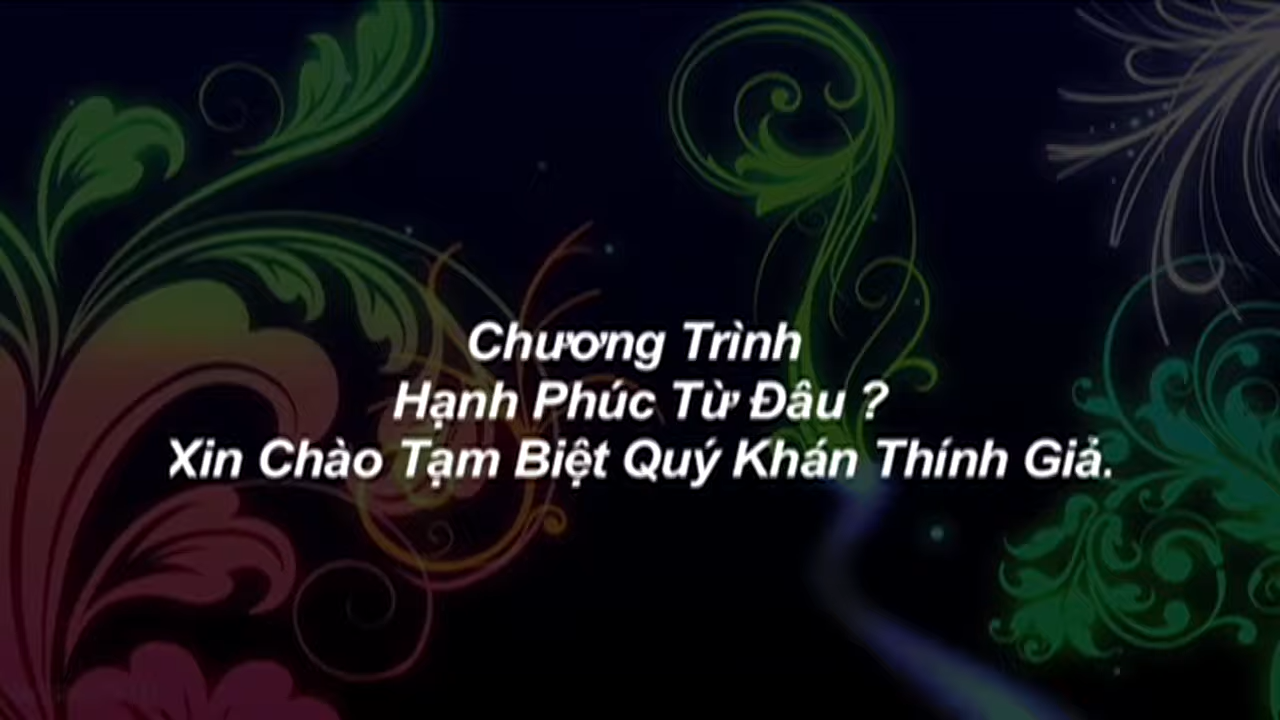 Chương Trình
Hạnh Phúc Từ Đâu ?
Xin Chào Tạm Biệt Quý Khán Thính Giả.